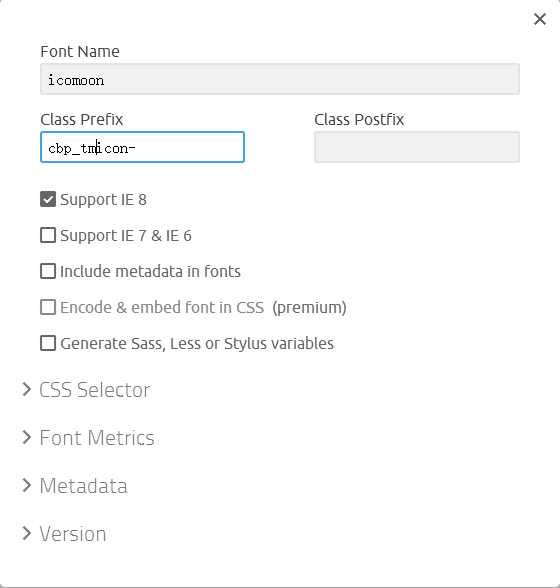 Font Name
icomoon
Class Prefix
Class Postfix
cbp_tmicon-
Support IE 8
Support IE 7 & IE 6
Include metadata in fonts
Encode & embed font in CSS (premium)
Generate Sass, Less or Stylus variables
CSS Selector
Font Metrics
Metadata
Version